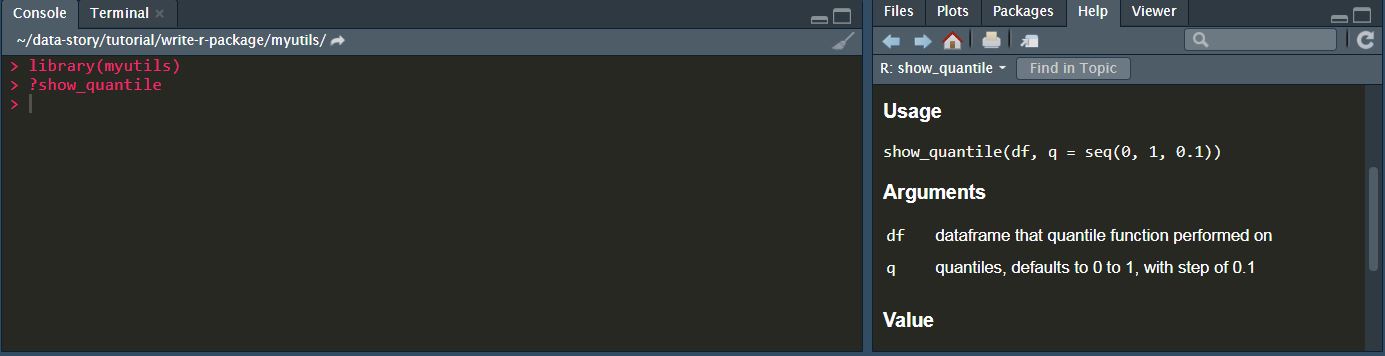 Console Terminal
~/data-story/tutorial/write-r-package/myutils/
> library(myutils)
> ?show_quantile
>
Files Plots Packages Help Viewer
R: show_quantile Find in Topic
Usage
show_quantile(df, q = seq(0, 1, 0.1))
Arguments
df dataframe that quantile function performed on
q quantiles, defaults to 0 to 1, with step of 0.1
Value